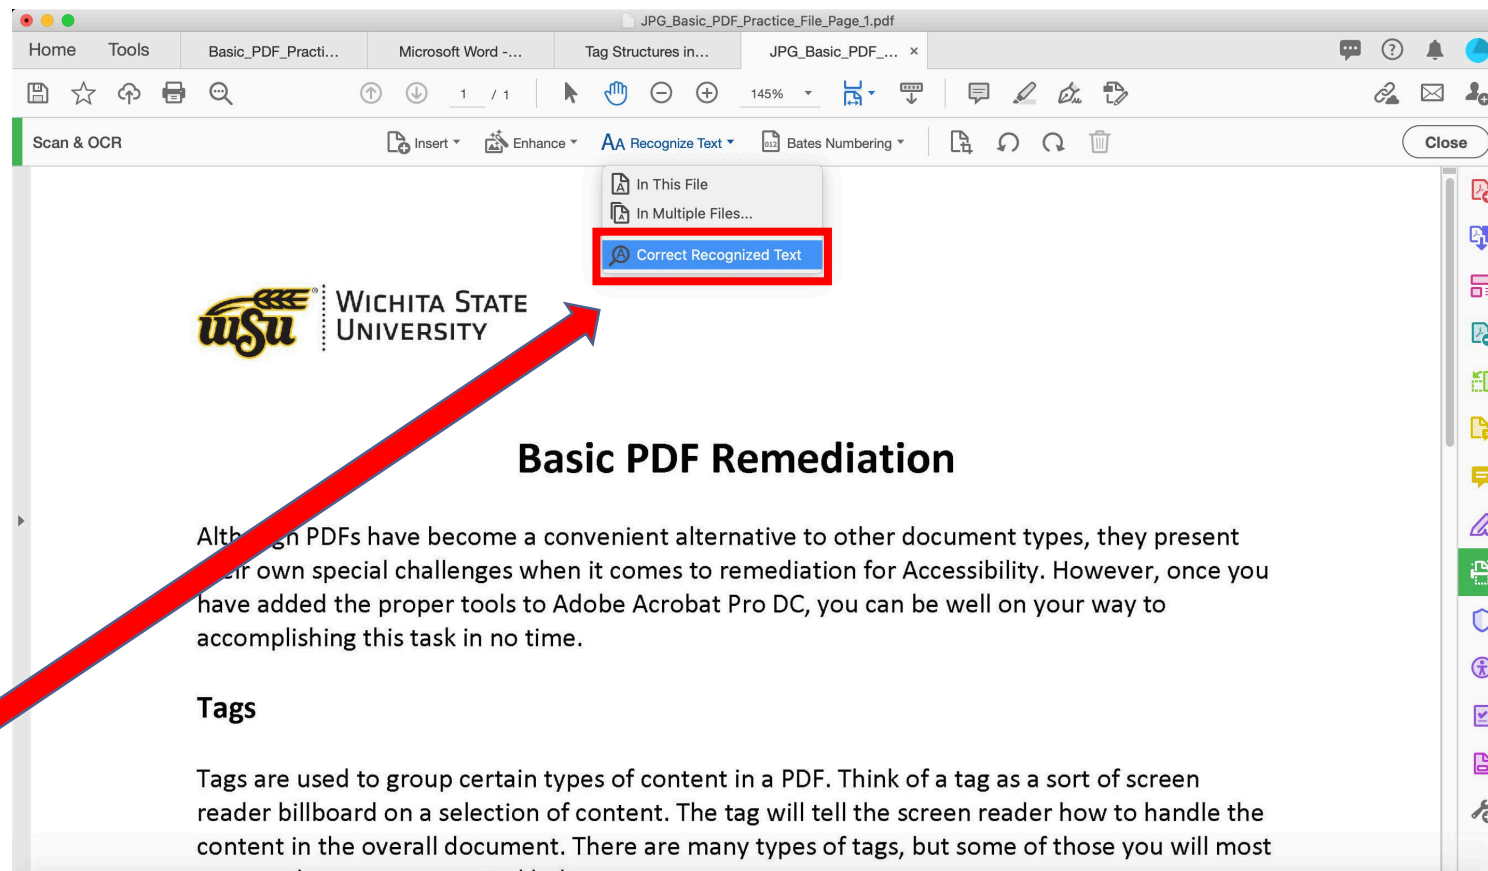 JPG_Basic_PDF_Practice_File_Page_1.pdf
Home Tools Basic_PDF_Practi... Microsoft Word -... Tag Structures in... JPG_Basic_PDF_... ×
1 / 1 145%
Scan & OCR Insert Enhance AA Recognize Text 012 Bates Numbering Close
In This File
In Multiple Files...
Correct Recognized Text
wsu
WICHITA STATE
UNIVERSITY
Basic PDF Remediation
Although PDFs have become a convenient alternative to other document types, they present
their own special challenges when it comes to remediation for Accessibility. However, once you
have added the proper tools to Adobe Acrobat Pro DC, you can be well on your way to
accomplishing this task in no time.
Tags
Tags are used to group certain types of content in a PDF. Think of a tag as a sort of screen
reader billboard on a selection of content. The tag will tell the screen reader how to handle the
content in the overall document. There are many types of tags, but some of those you will most